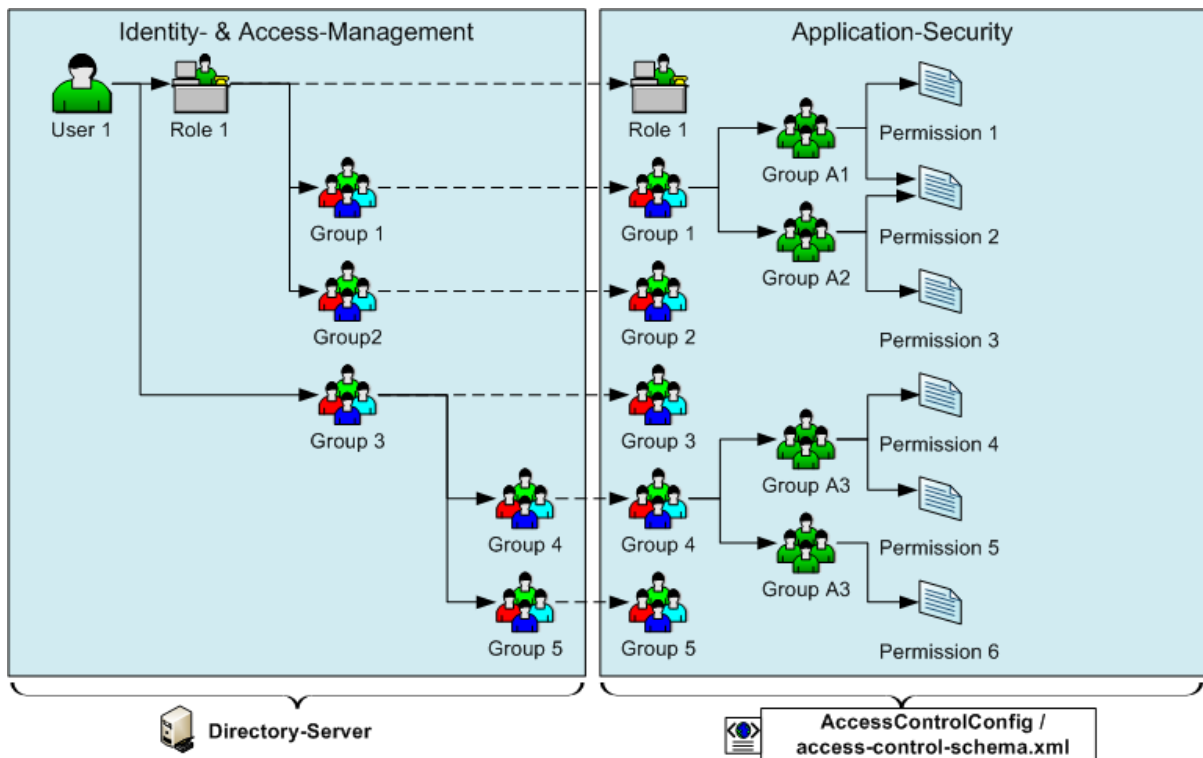 Identity- & Access-Management
Application-Security
User 1
Role 1
Role 1
Permission 1
Group A1
Group 1
Group 1
Permission 2
Group A2
Group2
Group 2
Permission 3
Group 3
Group 3
Permission 4
Group A3
Group 4
Group 4
Permission 5
Group A3
Group 5
Group 5
Permission 6
Directory-Server
AccessControlConfig /
access-control-schema.xml